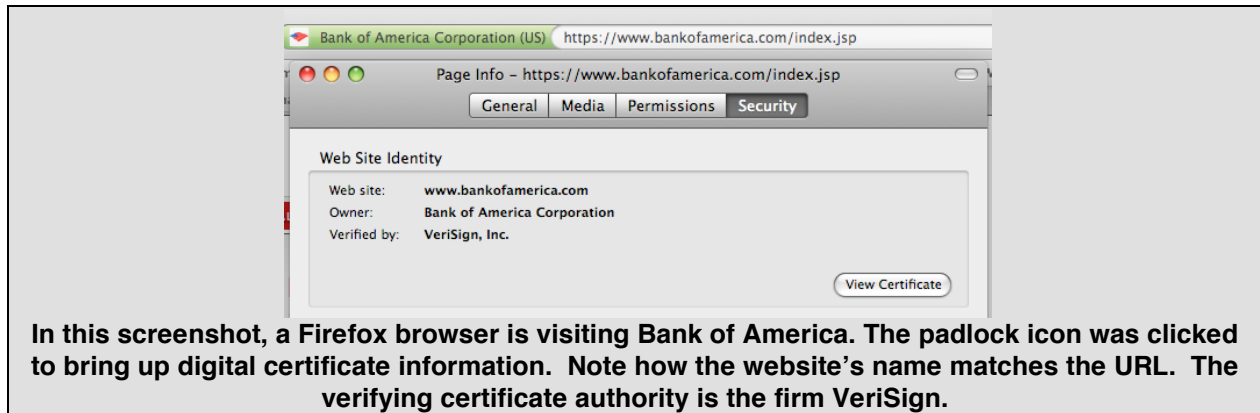 Bank of America Corporation (US) https://www.bankofamerica.com/index.jsp
Page Info – https://www.bankofamerica.com/index.jsp
General Media Permissions Security
Web Site Identity
Web site: www.bankofamerica.com
Owner: Bank of America Corporation
Verified by: VeriSign, Inc.
View Certificate
In this screenshot, a Firefox browser is visiting Bank of America. The padlock icon was clicked
to bring up digital certificate information. Note how the website’s name matches the URL. The
verifying certificate authority is the firm VeriSign.